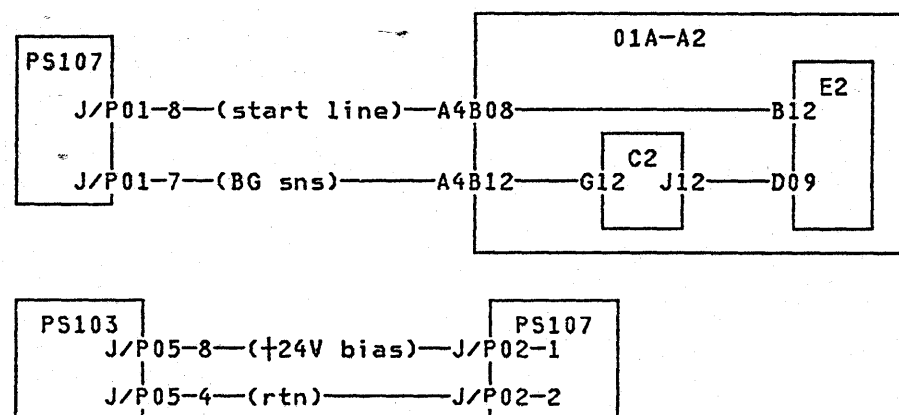 01A-A2
PS107
E2
J/P01-8—(start line)—A4B08—B12
C2
J/P01-7—(BG sns)—A4B12—G12 J12—D09
PS103 PS107
J/P05-8—(+24V bias)—J/P02-1
J/P05-4—(rtn)—J/P02-2